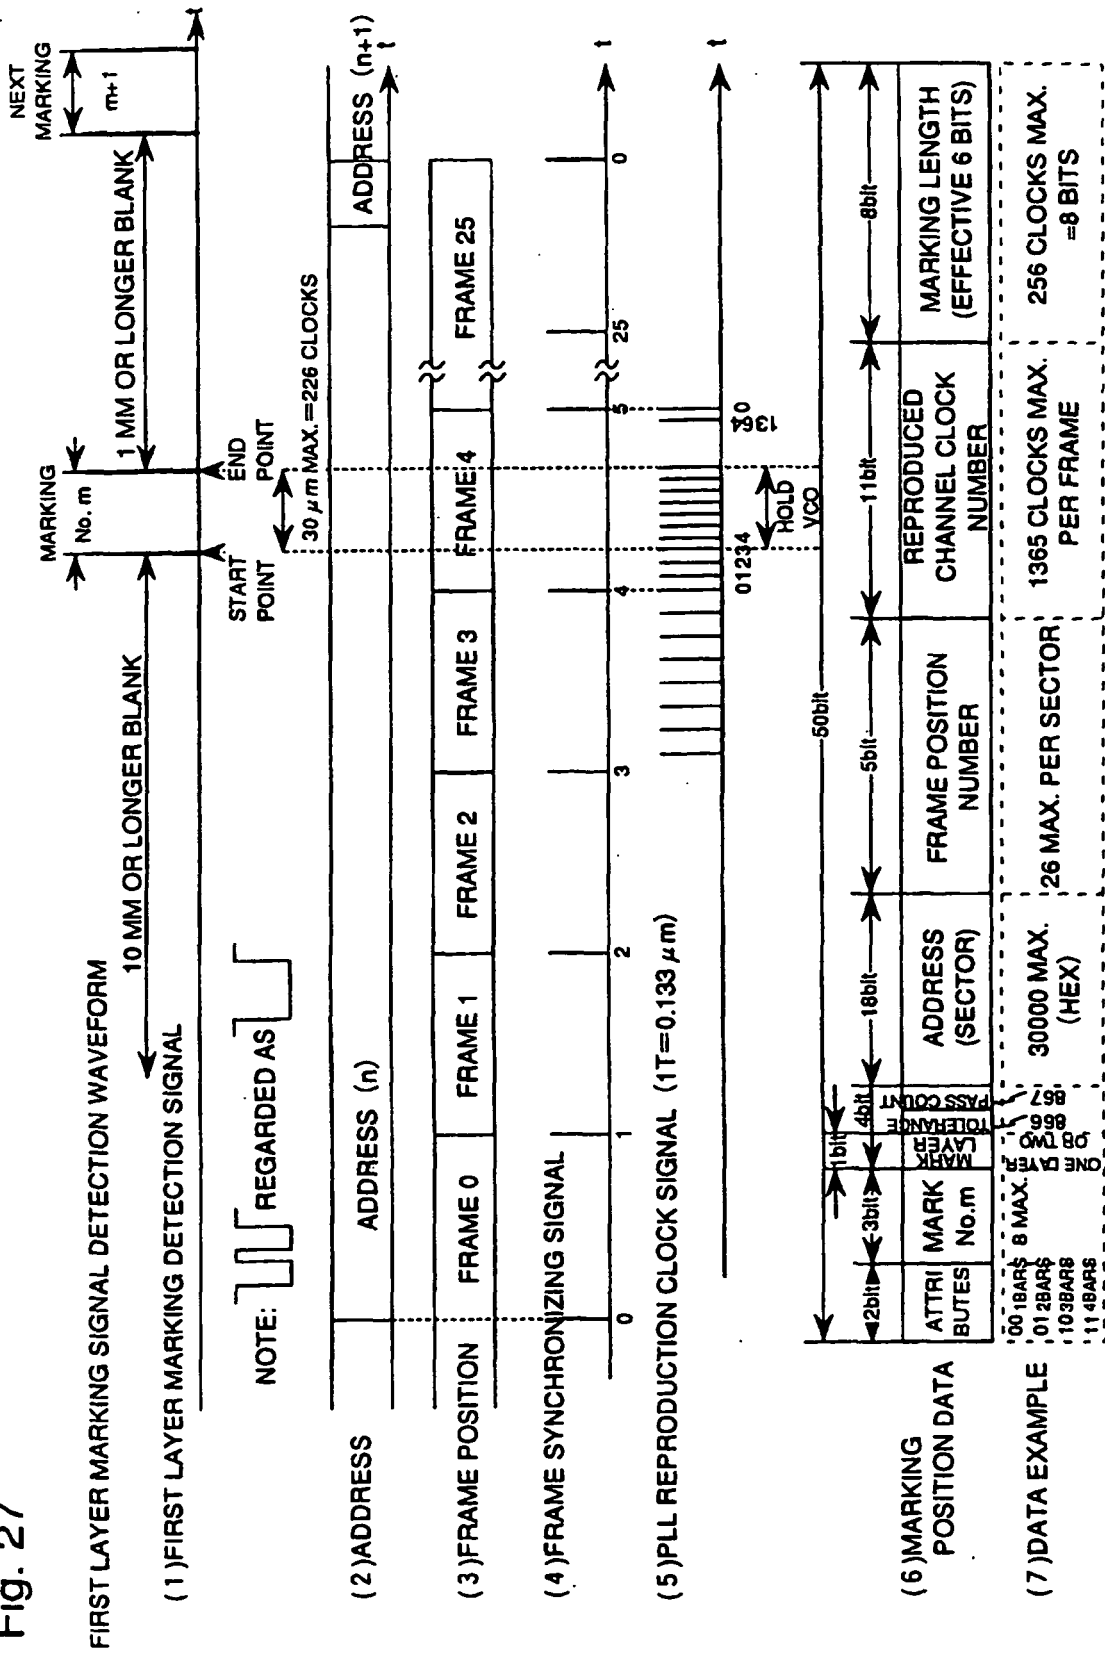 Fig. 27
FIRST LAYER MARKING SIGNAL DETECTION WAVEFORM
(1)FIRST LAYER MARKING DETECTION SIGNAL
10 MM OR LONGER BLANK
MARKING
No. m
1 MM OR LONGER BLANK
NEXT
MARKING
m+1
t
START
POINT
END
POINT
NOTE: REGARDED AS
30 μm MAX.=226 CLOCKS
(2)ADDRESS
ADDRESS (n)
ADDRESS (n+1)
t
(3)FRAME POSITION
FRAME 0
FRAME 1
FRAME 2
FRAME 3
FRAME 4
FRAME 25
(4)FRAME SYNCHRONIZING SIGNAL
0 1 2 3 4 5 25 0
t
(5)PLL REPRODUCTION CLOCK SIGNAL (1T=0.133 μm)
01234
1364 0
t
HOLD
VCO
50bit
2bit 3bit 1bit 4bit 18bit 5bit 11bit 8bit
(6)MARKING
POSITION DATA
ATTRI
BUTES
MARK
No.m
MARK
LAYER
TOLERANCE
PASS COUNT
ADDRESS
(SECTOR)
FRAME POSITION
NUMBER
REPRODUCED
CHANNEL CLOCK
NUMBER
MARKING LENGTH
(EFFECTIVE 6 BITS)
(7)DATA EXAMPLE
00 1BARS
01 2BARS
10 3BARS
11 4BARS
8 MAX.
ONE LAYER
OR TWO
866
867
30000 MAX.
(HEX)
26 MAX. PER SECTOR
1365 CLOCKS MAX.
PER FRAME
256 CLOCKS MAX.
=8 BITS